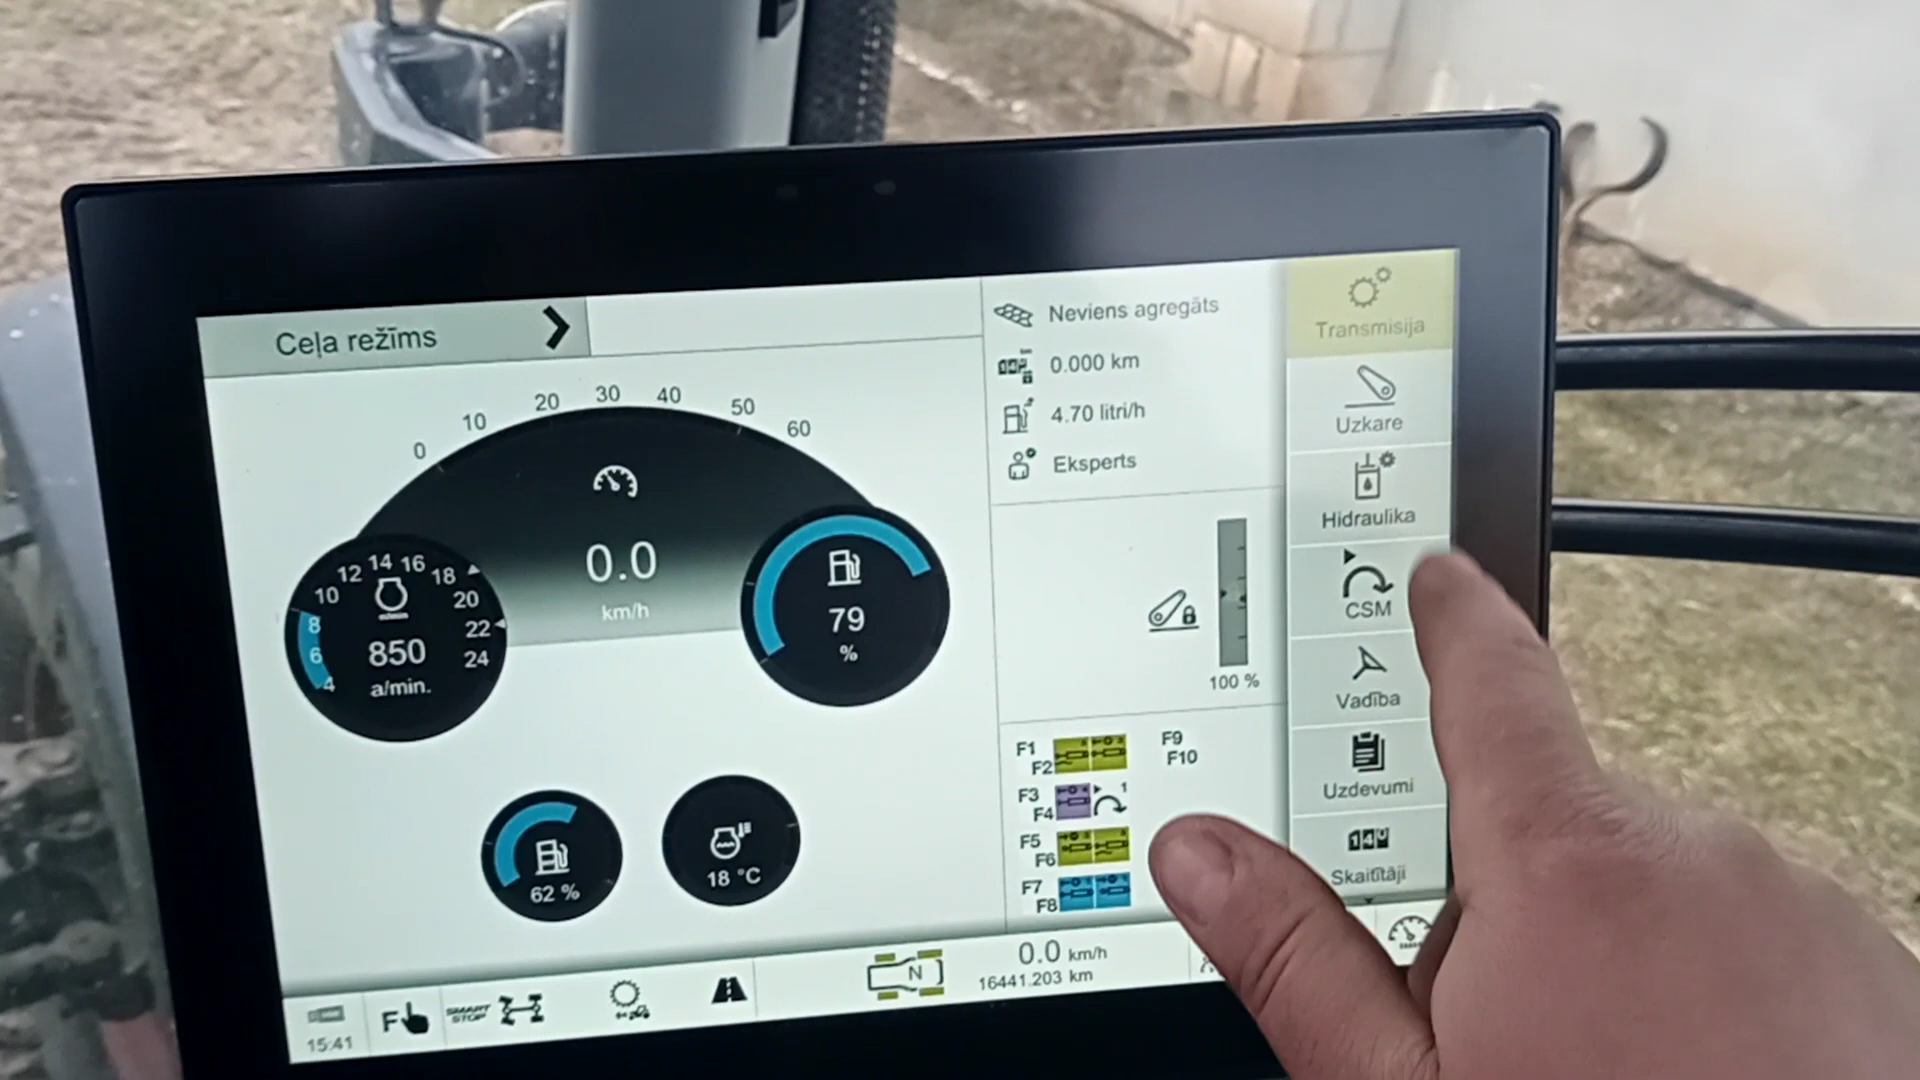 Ceļa režīms
0 10 20 30 40 50 60
0.0
km/h
4 6 8 10 12 14 16 18 20 22 24
850
a/min.
79
%
62 %
18 °C
Neviens agregāts
0.000 km
4.70 litri/h
Eksperts
100 %
F1
F2
F3
F4
1
F5
F6
F7
F8
F9
F10
Transmisija
Uzkare
Hidraulika
CSM
Vadība
Uzdevumi
Skaitītāji
15:41
F
SMART
STOP
N
0.0 km/h
16441.203 km